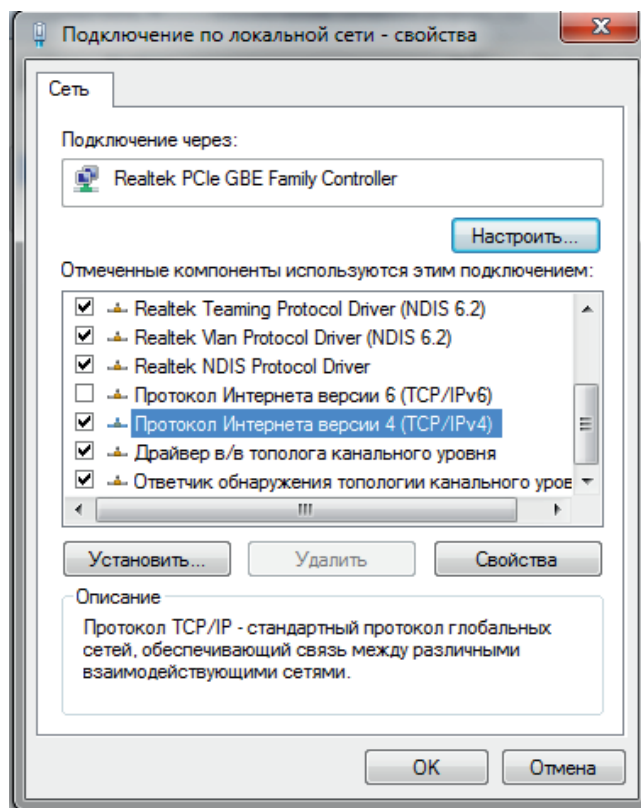 Подключение по локальной сети - свойства
Сеть
Подключение через:
Realtek PCIe GBE Family Controller
Настроить...
Отмеченные компоненты используются этим подключением:
Realtek Teaming Protocol Driver (NDIS 6.2)
Realtek Vlan Protocol Driver (NDIS 6.2)
Realtek NDIS Protocol Driver
Протокол Интернета версии 6 (TCP/IPv6)
Протокол Интернета версии 4 (TCP/IPv4)
Драйвер в/в тополога канального уровня
Ответчик обнаружения топологии канального уров
Установить...
Удалить
Свойства
Описание
Протокол TCP/IP - стандартный протокол глобальных
сетей, обеспечивающий связь между различными
взаимодействующими сетями.
OK
Отмена